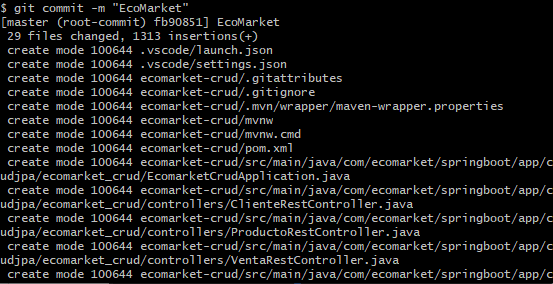 $ git commit -m "EcoMarket"
[master (root-commit) fb90851] EcoMarket
 29 files changed, 1313 insertions(+)
 create mode 100644 .vscode/launch.json
 create mode 100644 .vscode/settings.json
 create mode 100644 ecomarket-crud/.gitattributes
 create mode 100644 ecomarket-crud/.gitignore
 create mode 100644 ecomarket-crud/.mvn/wrapper/maven-wrapper.properties
 create mode 100644 ecomarket-crud/mvnw
 create mode 100644 ecomarket-crud/mvnw.cmd
 create mode 100644 ecomarket-crud/pom.xml
 create mode 100644 ecomarket-crud/src/main/java/com/ecomarket/springboot/app/c
udjpa/ecomarket_crud/EcomarketCrudApplication.java
 create mode 100644 ecomarket-crud/src/main/java/com/ecomarket/springboot/app/c
udjpa/ecomarket_crud/controllers/ClienteRestController.java
 create mode 100644 ecomarket-crud/src/main/java/com/ecomarket/springboot/app/c
udjpa/ecomarket_crud/controllers/ProductoRestController.java
 create mode 100644 ecomarket-crud/src/main/java/com/ecomarket/springboot/app/c
udjpa/ecomarket_crud/controllers/VentaRestController.java
 create mode 100644 ecomarket-crud/src/main/java/com/ecomarket/springboot/app/c